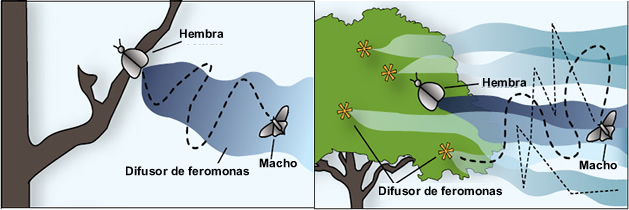 Hembra
Difusor de feromonas
Macho
Hembra
Macho
Difusor de feromonas